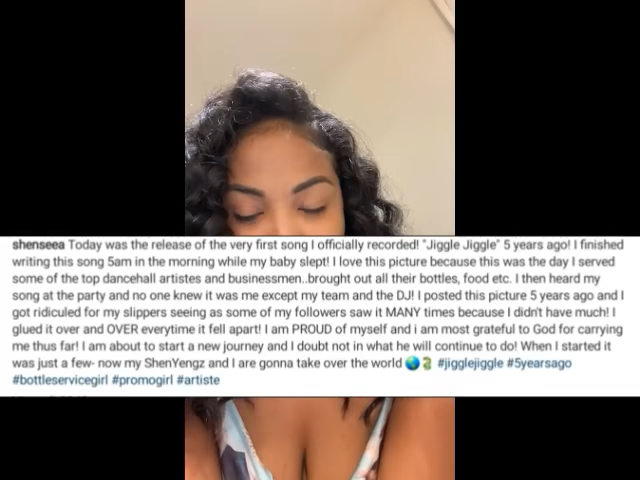 shenseea Today was the release of the very first song I officially recorded! "Jiggle Jiggle" 5 years ago! I finished
writing this song 5am in the morning while my baby slept! I love this picture because this was the day I served
some of the top dancehall artistes and businessmen..brought out all their bottles, food etc. I then heard my
song at the party and no one knew it was me except my team and the DJ! I posted this picture 5 years ago and I
got ridiculed for my slippers seeing as some of my followers saw it MANY times because I didn't have much! I
glued it over and OVER everytime it fell apart! I am PROUD of myself and i am most grateful to God for carrying
me thus far! I am about to start a new journey and I doubt not in what he will continue to do! When I started it
was just a few- now my ShenYengz and I are gonna take over the world 🌍🐉 #jigglejiggle #5yearsago
#bottleservicegirl #promogirl #artiste